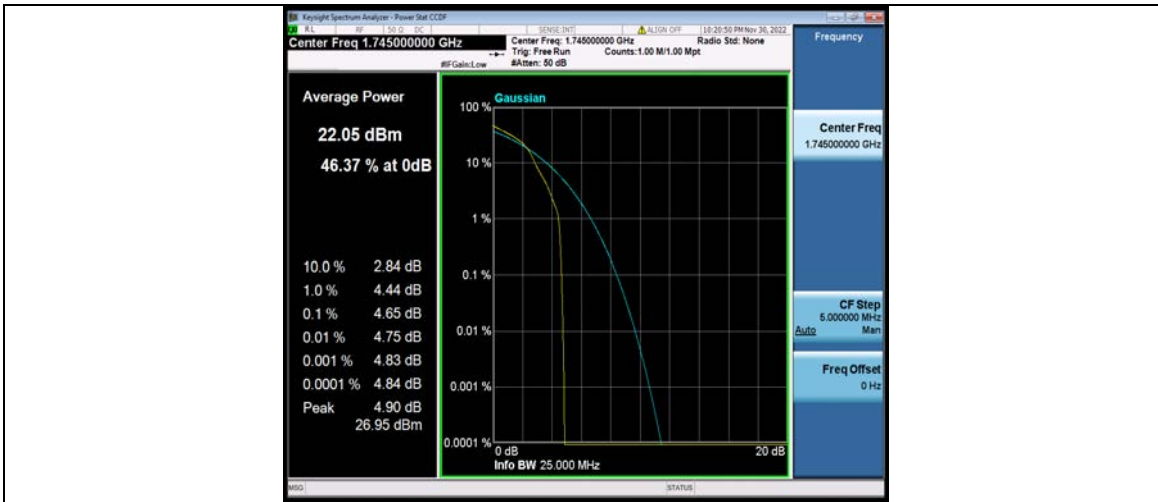 Keysight Spectrum Analyzer - Power Stat CCDF
RL RF 50 Ω DC SENSE:INT ALIGN OFF 10:20:50 PM Nov 30, 2022
Center Freq 1.745000000 GHz
Center Freq: 1.745000000 GHz Radio Std: None
Trig: Free Run Counts:1.00 M/1.00 Mpt
#IFGain:Low #Atten: 50 dB
Frequency
Average Power
22.05 dBm
46.37 % at 0dB
10.0 % 2.84 dB
1.0 % 4.44 dB
0.1 % 4.65 dB
0.01 % 4.75 dB
0.001 % 4.83 dB
0.0001 % 4.84 dB
Peak 4.90 dB
26.95 dBm
Gaussian
100 %
10 %
1 %
0.1 %
0.01 %
0.001 %
0.0001 %
0 dB 20 dB
Info BW 25.000 MHz
Center Freq
1.745000000 GHz
CF Step
5.000000 MHz
Auto Man
Freq Offset
0 Hz
MSG STATUS